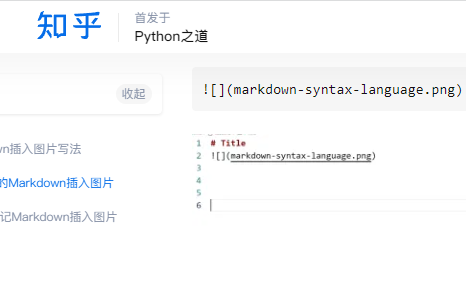 知乎
首发于
Python之道
收起
![](markdown-syntax-language.png)
wn插入图片写法
的Markdown插入图片
记Markdown插入图片
1 # Title
2 ![](markdown-syntax-language.png)
3
4
5
6